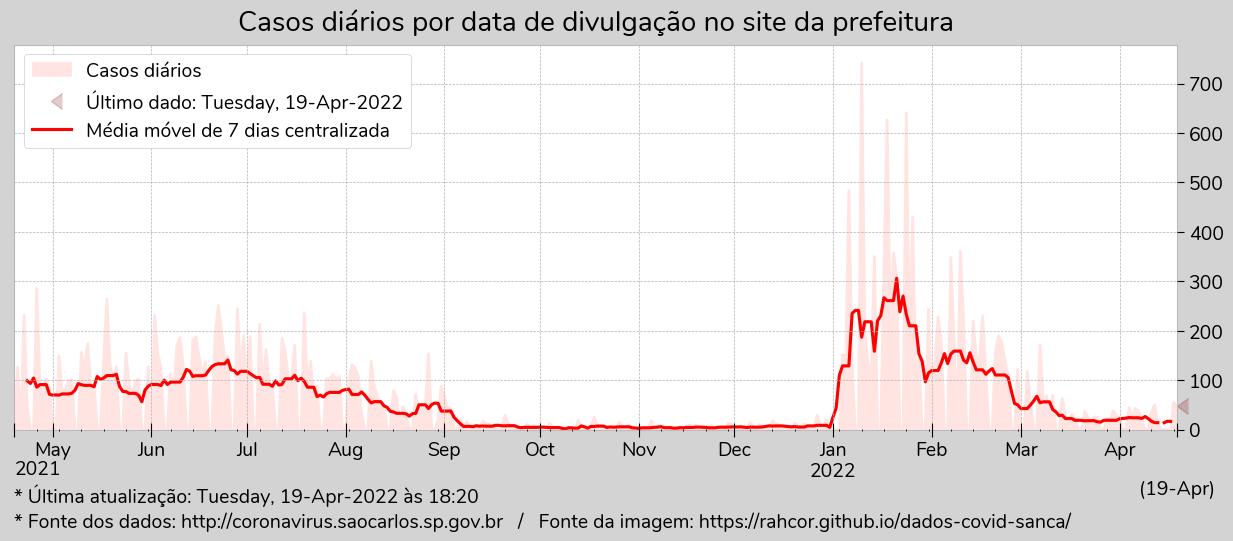 Casos diários por data de divulgação no site da prefeitura
Casos diários
Último dado: Tuesday, 19-Apr-2022
Média móvel de 7 dias centralizada
700
600
500
400
300
200
100
0
May Jun Jul Aug Sep Oct Nov Dec Jan Feb Mar Apr
2021 2022
(19-Apr)
* Última atualização: Tuesday, 19-Apr-2022 às 18:20
* Fonte dos dados: http://coronavirus.saocarlos.sp.gov.br / Fonte da imagem: https://rahcor.github.io/dados-covid-sanca/